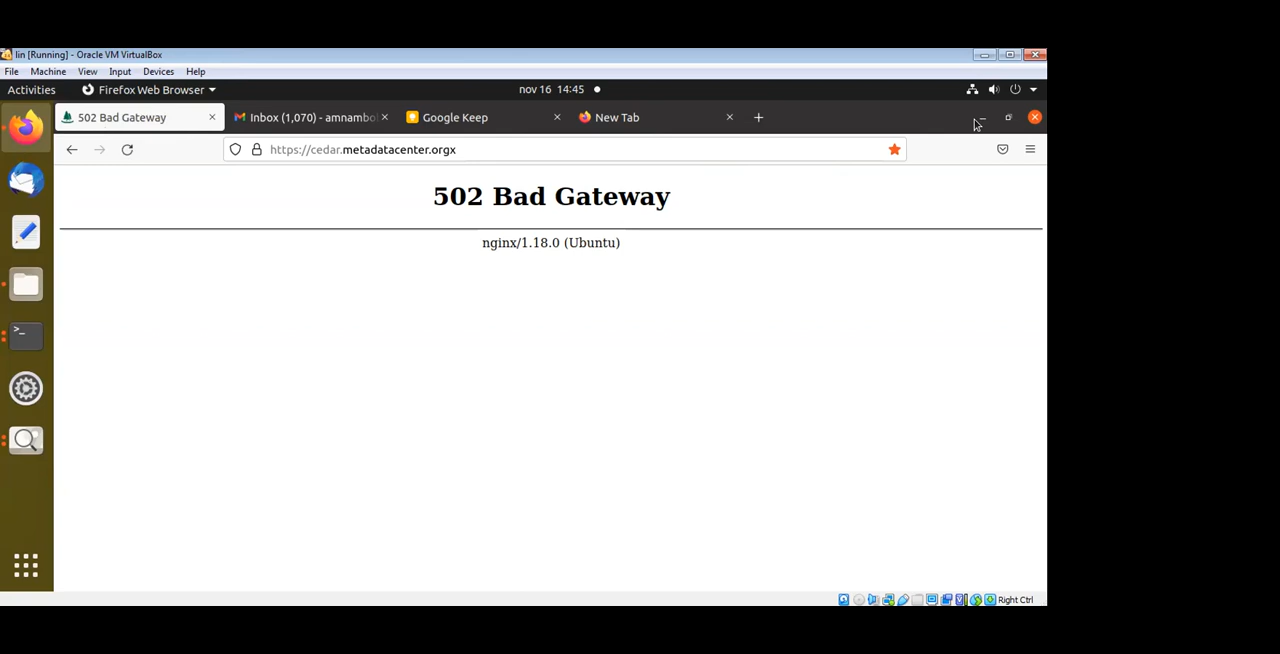 lin [Running] - Oracle VM VirtualBox
File Machine View Input Devices Help
Activities Firefox Web Browser nov 16 14:45
502 Bad Gateway Inbox (1,070) - amnambo Google Keep New Tab
https://cedar.metadatacenter.orgx
502 Bad Gateway
nginx/1.18.0 (Ubuntu)
>_
Right Ctrl